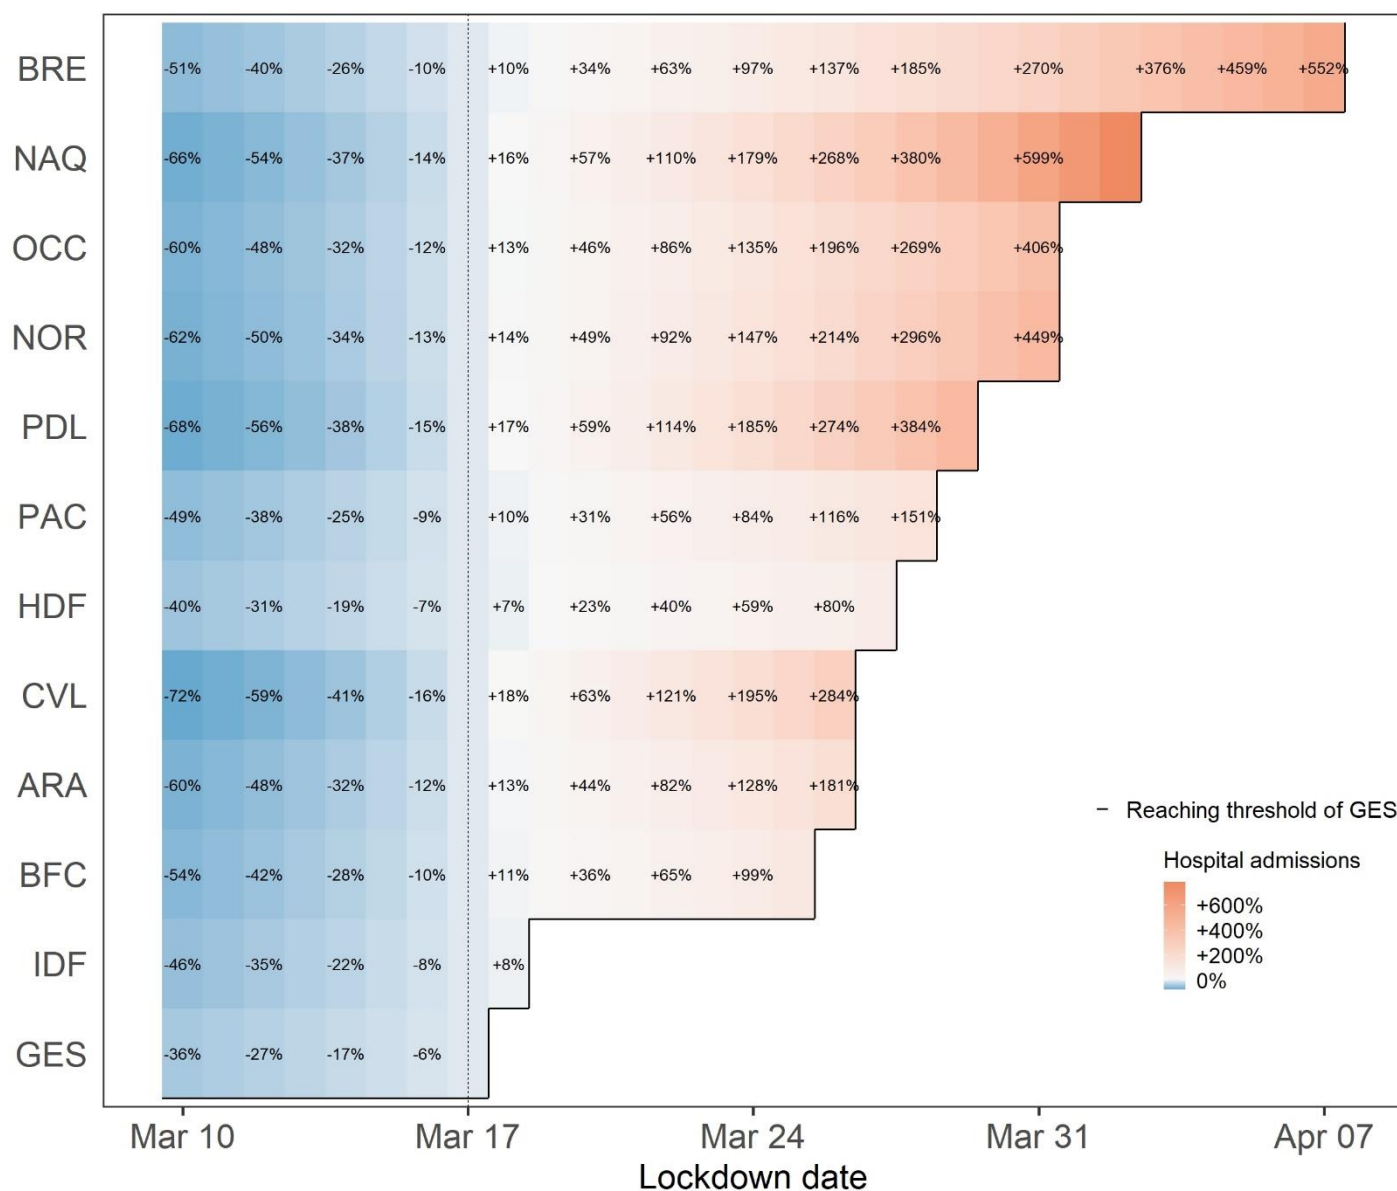 BRE -51% -40% -26% -10% +10% +34% +63% +97% +137% +185% +270% +376% +459% +552%
NAQ -66% -54% -37% -14% +16% +57% +110% +179% +268% +380% +599%
OCC -60% -48% -32% -12% +13% +46% +86% +135% +196% +269% +406%
NOR -62% -50% -34% -13% +14% +49% +92% +147% +214% +296% +449%
PDL -68% -56% -38% -15% +17% +59% +114% +185% +274% +384%
PAC -49% -38% -25% -9% +10% +31% +56% +84% +116% +151%
HDF -40% -31% -19% -7% +7% +23% +40% +59% +80%
CVL -72% -59% -41% -16% +18% +63% +121% +195% +284%
ARA -60% -48% -32% -12% +13% +44% +82% +128% +181%
BFC -54% -42% -28% -10% +11% +36% +65% +99%
IDF -46% -35% -22% -8% +8%
GES -36% -27% -17% -6%
Reaching threshold of GES
Hospital admissions
+600%
+400%
+200%
0%
Mar 10 Mar 17 Mar 24 Mar 31 Apr 07
Lockdown date